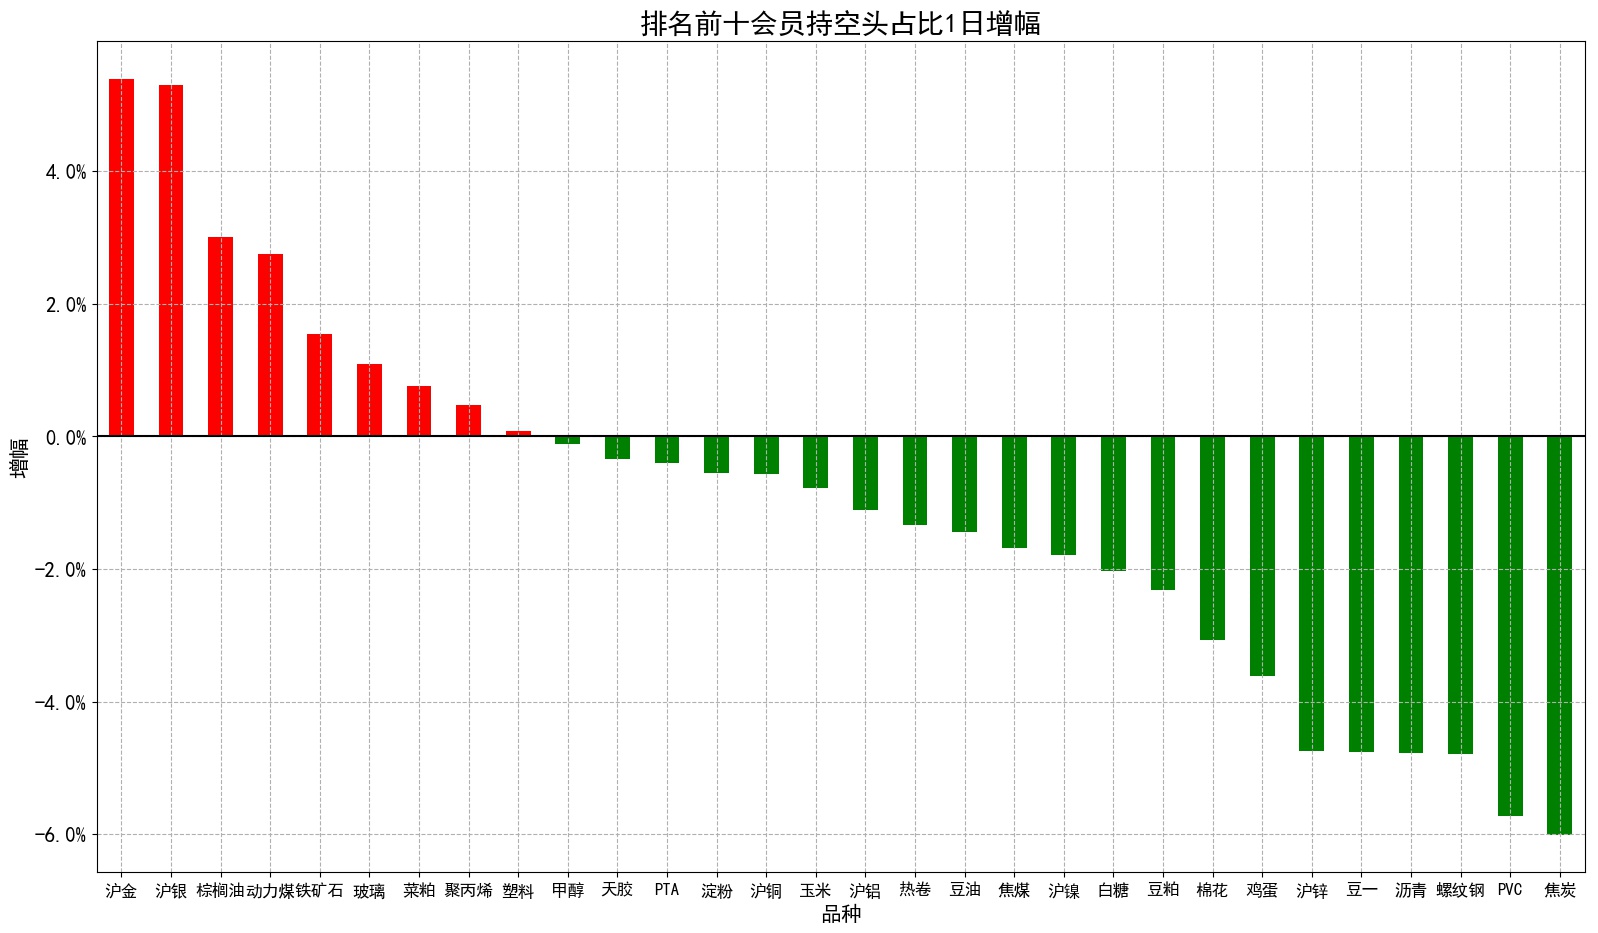 排名前十会员持空头占比1日增幅
4.0%
2.0%
0.0%
-2.0%
-4.0%
-6.0%
增幅
沪金 沪银 棕榈油 动力煤 铁矿石 玻璃 菜粕 聚丙烯 塑料 甲醇 天胶 PTA 淀粉 沪铜 玉米 沪铝 热卷 豆油 焦煤 沪镍 白糖 豆粕 棉花 鸡蛋 沪锌 豆一 沥青 螺纹钢 PVC 焦炭
品种